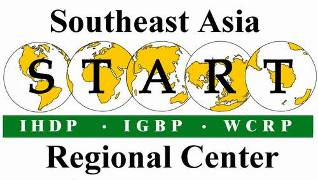 Southeast Asia
START
IHDP · IGBP · WCRP
Regional Center